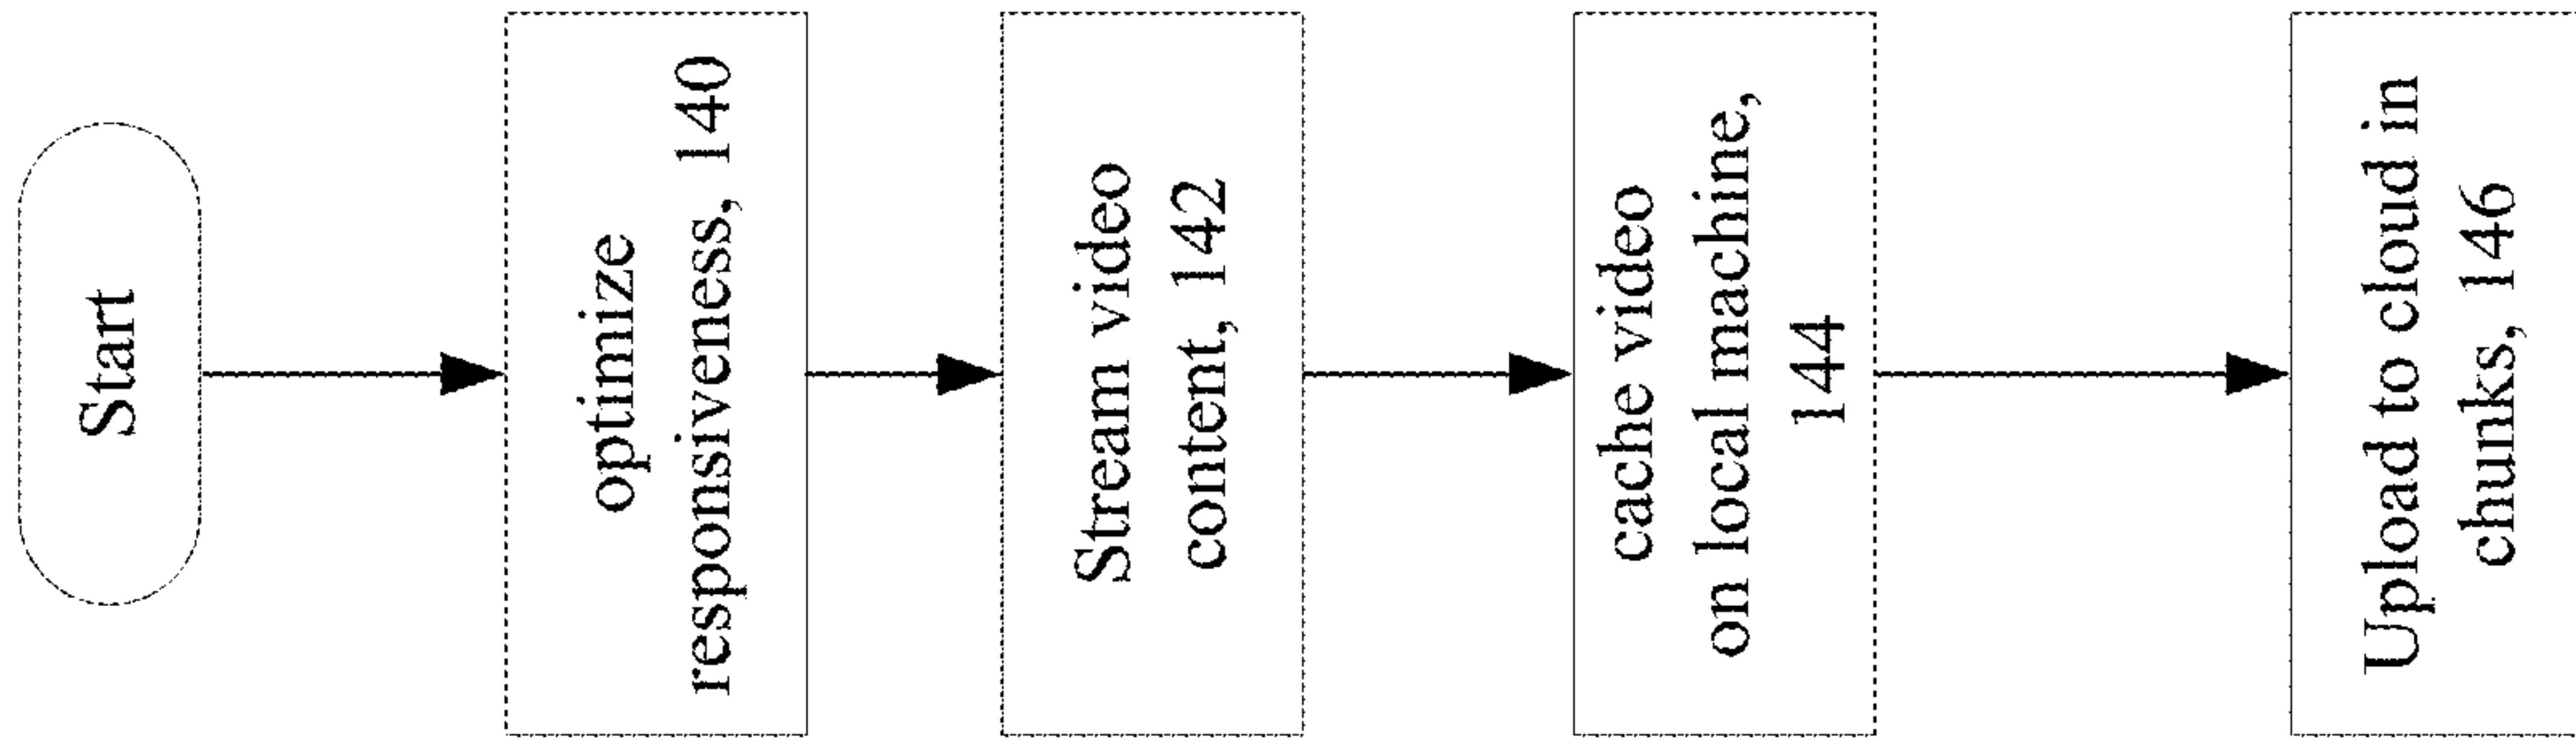 Start
optimize
responsiveness, 140
Stream video
content, 142
cache video
on local machine,
144
Upload to cloud in
chunks, 146